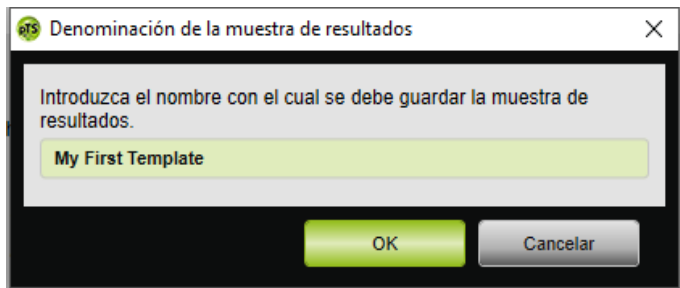 pTS Denominación de la muestra de resultados
Introduzca el nombre con el cual se debe guardar la muestra de
resultados.
My First Template
OK Cancelar